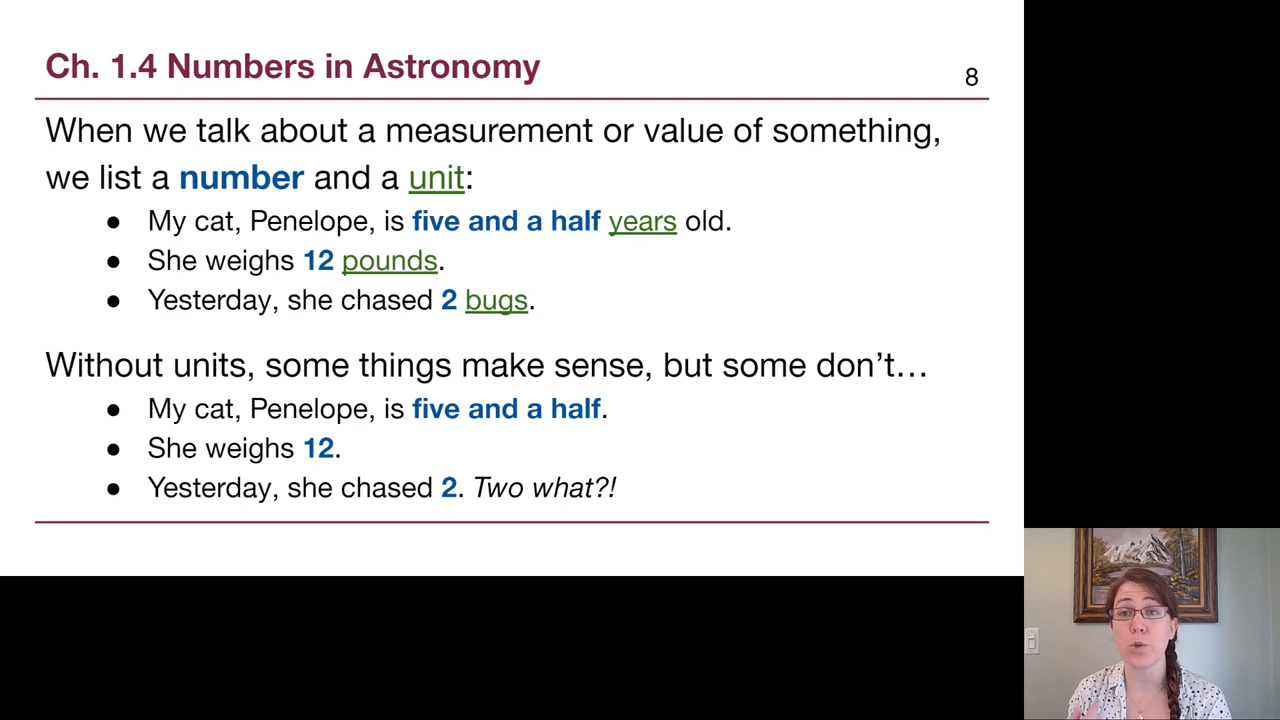 Ch. 1.4 Numbers in Astronomy
8
When we talk about a measurement or value of something,
we list a number and a unit:
● My cat, Penelope, is five and a half years old.
● She weighs 12 pounds.
● Yesterday, she chased 2 bugs.
Without units, some things make sense, but some don’t…
● My cat, Penelope, is five and a half.
● She weighs 12.
● Yesterday, she chased 2. Two what?!